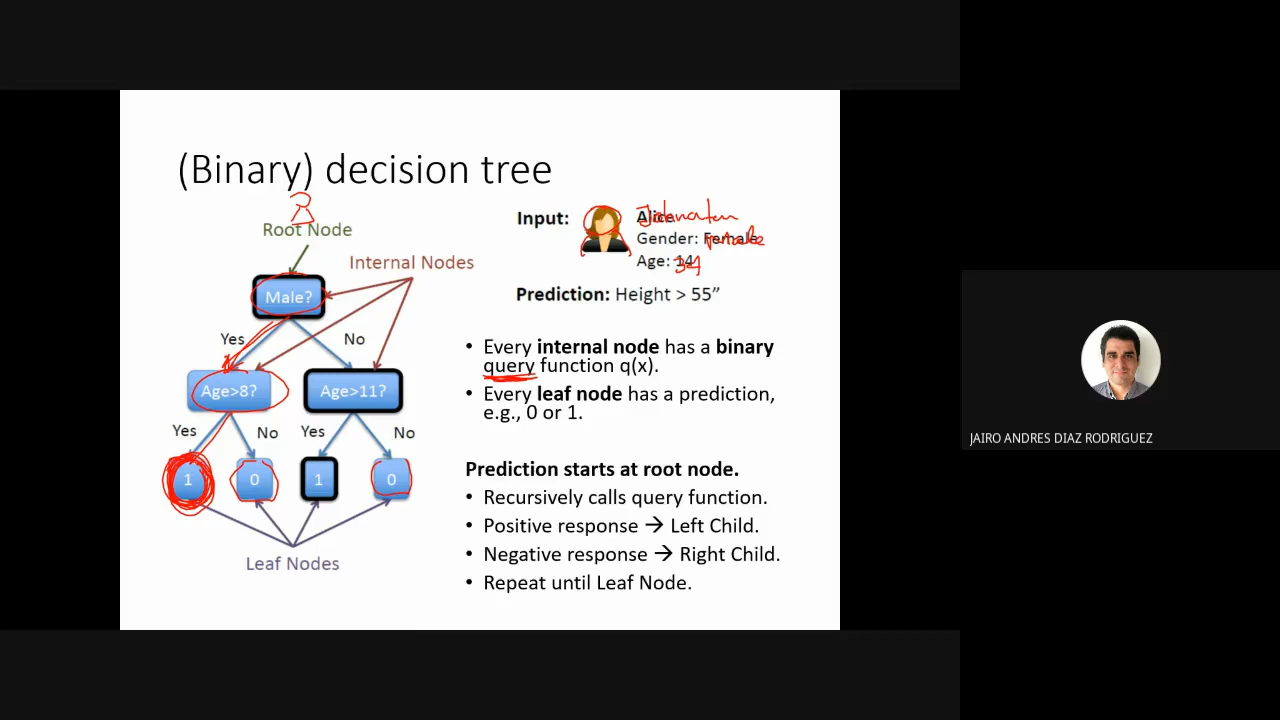 (Binary) decision tree
Root Node
Internal Nodes
Male?
Yes
No
Age>8?
Age>11?
Yes
No
Yes
No
1
0
1
0
Leaf Nodes
Input:
Alice
Gender: Female
Age: 14
34
Prediction: Height > 55”
• Every internal node has a binary
query function q(x).
• Every leaf node has a prediction,
e.g., 0 or 1.
Prediction starts at root node.
• Recursively calls query function.
• Positive response → Left Child.
• Negative response → Right Child.
• Repeat until Leaf Node.
JAIRO ANDRES DIAZ RODRIGUEZ